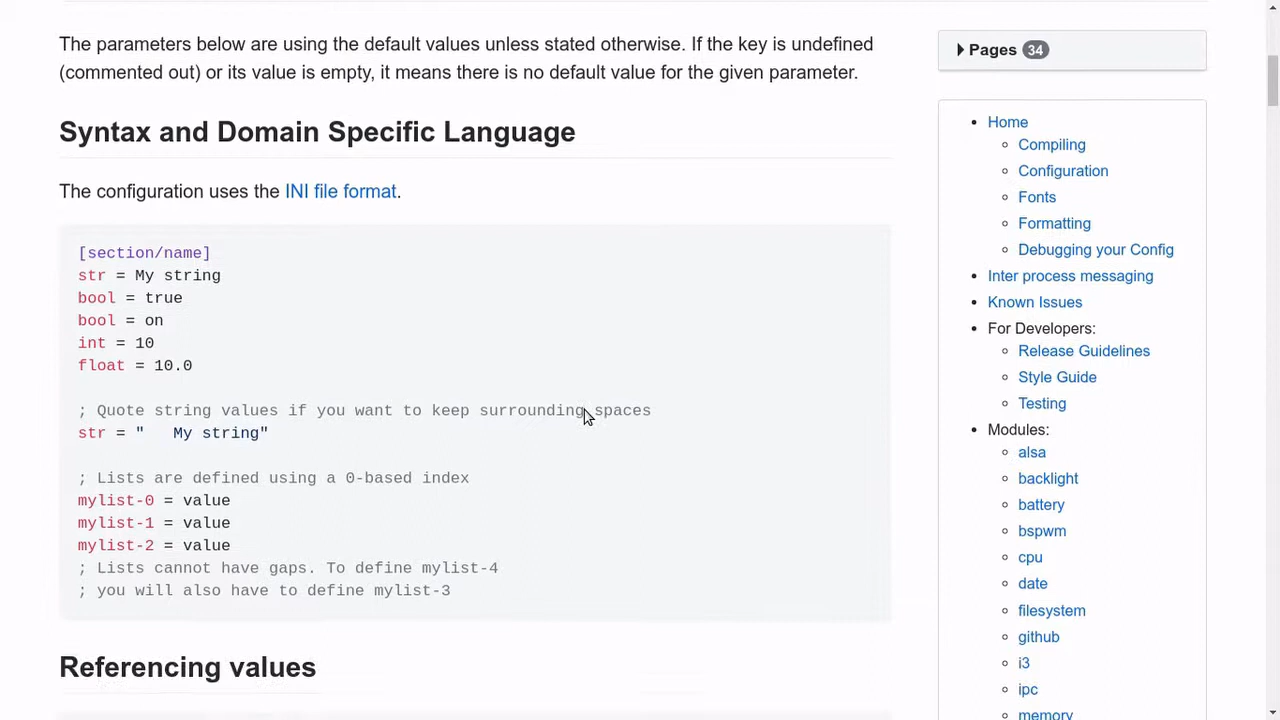 The parameters below are using the default values unless stated otherwise. If the key is undefined
(commented out) or its value is empty, it means there is no default value for the given parameter.
Syntax and Domain Specific Language
The configuration uses the INI file format.
[section/name]
str = My string
bool = true
bool = on
int = 10
float = 10.0
; Quote string values if you want to keep surrounding spaces
str = "   My string"
; Lists are defined using a 0-based index
mylist-0 = value
mylist-1 = value
mylist-2 = value
; Lists cannot have gaps. To define mylist-4
; you will also have to define mylist-3
Referencing values
Pages 34
Home
Compiling
Configuration
Fonts
Formatting
Debugging your Config
Inter process messaging
Known Issues
For Developers:
Release Guidelines
Style Guide
Testing
Modules:
alsa
backlight
battery
bspwm
cpu
date
filesystem
github
i3
ipc
memory